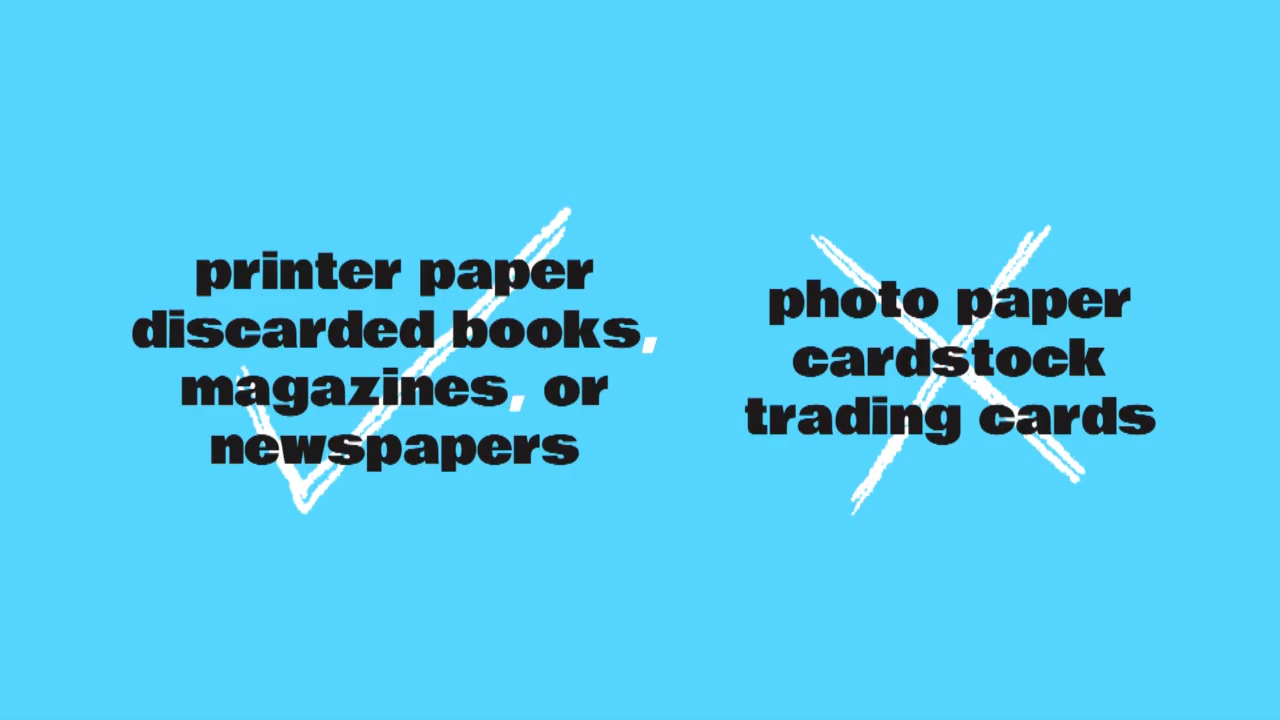 printer paper
discarded books,
magazines, or
newspapers
photo paper
cardstock
trading cards